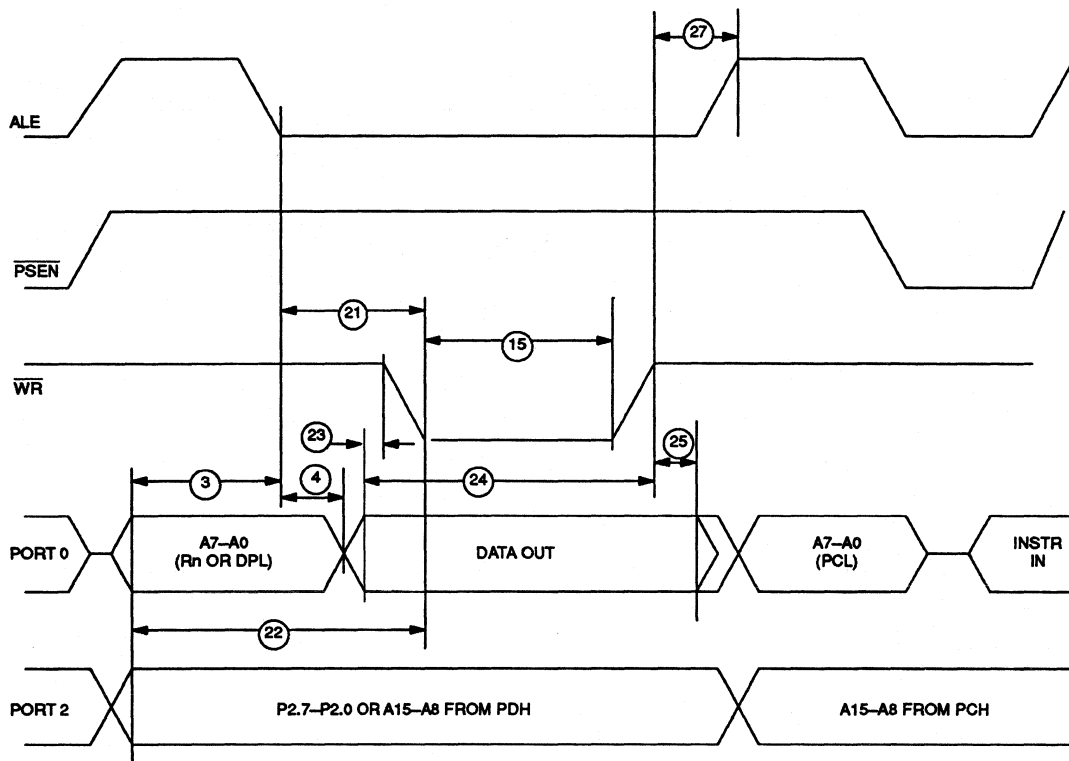 27
ALE
PSEN
21
15
WR
23
25
3
4
24
PORT 0
A7–A0
(Rn OR DPL)
DATA OUT
A7–A0
(PCL)
INSTR
IN
22
PORT 2
P2.7–P2.0 OR A15–A8 FROM PDH
A15–A8 FROM PCH